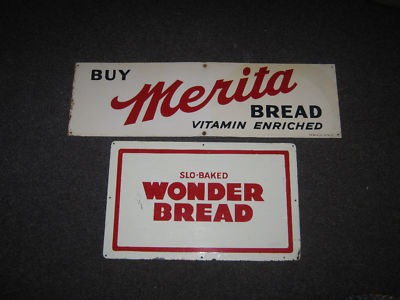 BUY Merita BREAD
VITAMIN ENRICHED
SLO-BAKED
WONDER
BREAD